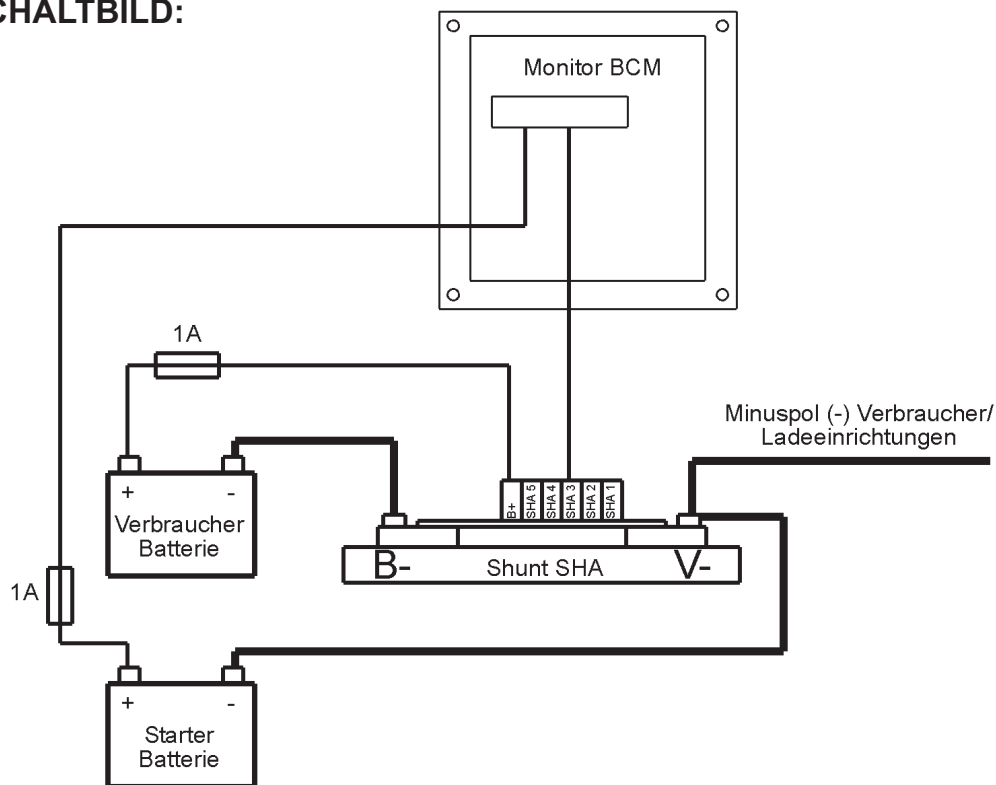 CHALTBILD:
Monitor BCM
1A
Minuspol (-) Verbraucher/
Ladeeinrichtungen
B+
SHA 5
SHA 4
SHA 3
SHA 2
SHA 1
+ -
Verbraucher
Batterie
B- Shunt SHA V-
1A
+ -
Starter
Batterie